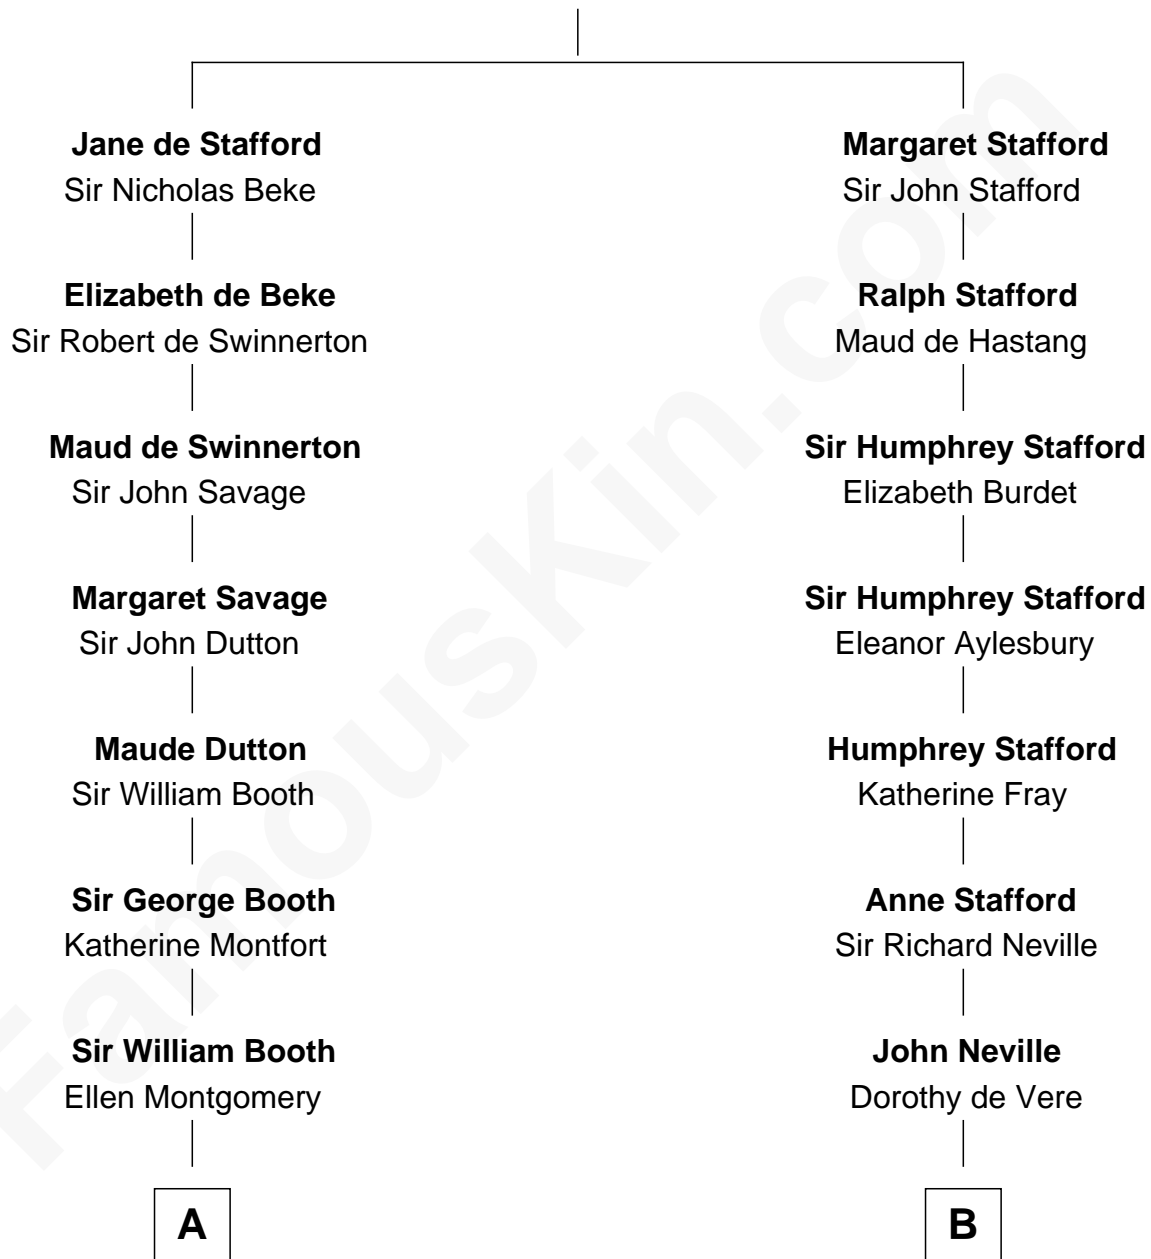 Jane de Stafford
Sir Nicholas Beke
Elizabeth de Beke
Sir Robert de Swinnerton
Maud de Swinnerton
Sir John Savage
Margaret Savage
Sir John Dutton
Maude Dutton
Sir William Booth
Sir George Booth
Katherine Montfort
Sir William Booth
Ellen Montgomery
A
Margaret Stafford
Sir John Stafford
Ralph Stafford
Maud de Hastang
Sir Humphrey Stafford
Elizabeth Burdet
Sir Humphrey Stafford
Eleanor Aylesbury
Humphrey Stafford
Katherine Fray
Anne Stafford
Sir Richard Neville
John Neville
Dorothy de Vere
B
FamousKin.com